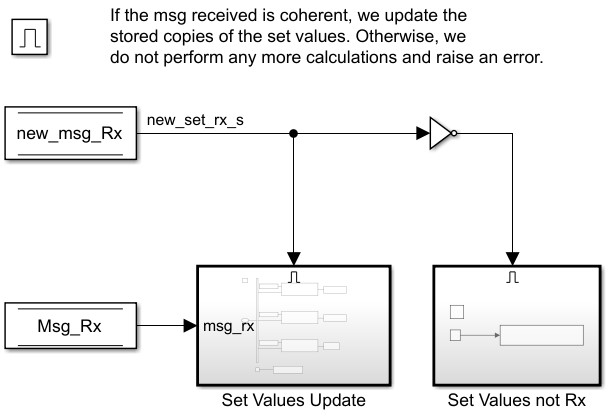 If the msg received is coherent, we update the
stored copies of the set values. Otherwise, we
do not perform any more calculations and raise an error.
new_msg_Rx
new_set_rx_s
Msg_Rx
msg_rx
Set Values Update
Set Values not Rx